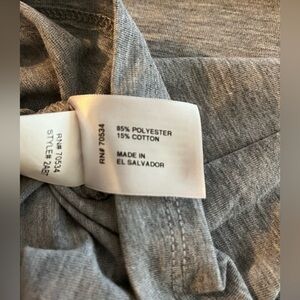 85% POLYESTER
15% COTTON
MADE IN
EL SALVADOR
RN# 70534
RN# 70534
STYLE#